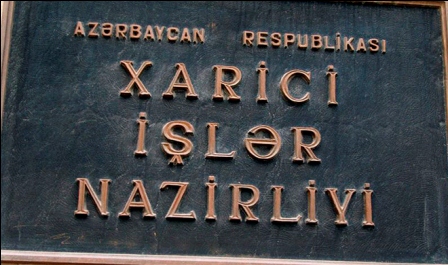 AZƏRBAYCAN RESPUBLİKASI
XARİCİ
İŞLƏR
NAZİRLİYİ